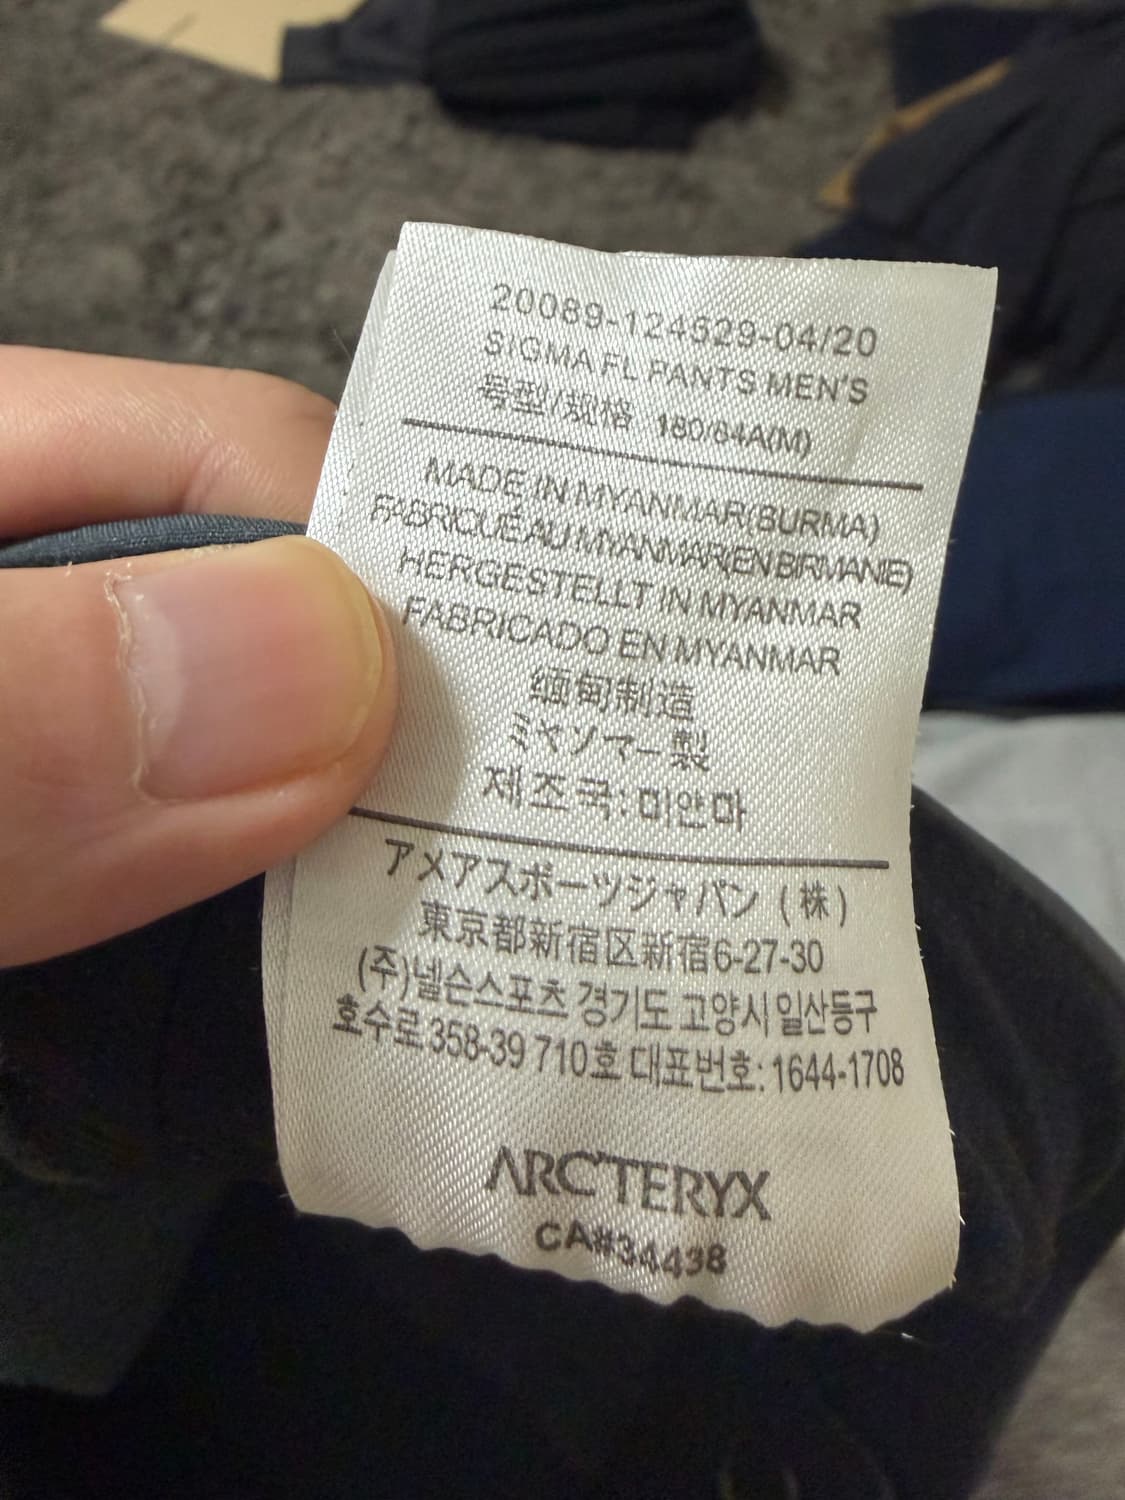 20089-124529-04/20
SIGMA FL PANTS MEN'S
号型/规格 180/84A(M)
MADE IN MYANMAR(BURMA)
FABRIQUÉ AU MYANMAR(EN BIRMANIE)
HERGESTELLT IN MYANMAR
FABRICADO EN MYANMAR
缅甸制造
ミヤンマー製
제조국:미얀마
アメアスポーツジャパン (株)
東京都新宿区新宿6-27-30
(주)넬슨스포츠 경기도 고양시 일산동구
호수로 358-39 710호 대표번호: 1644-1708
ARC'TERYX
CA#34438